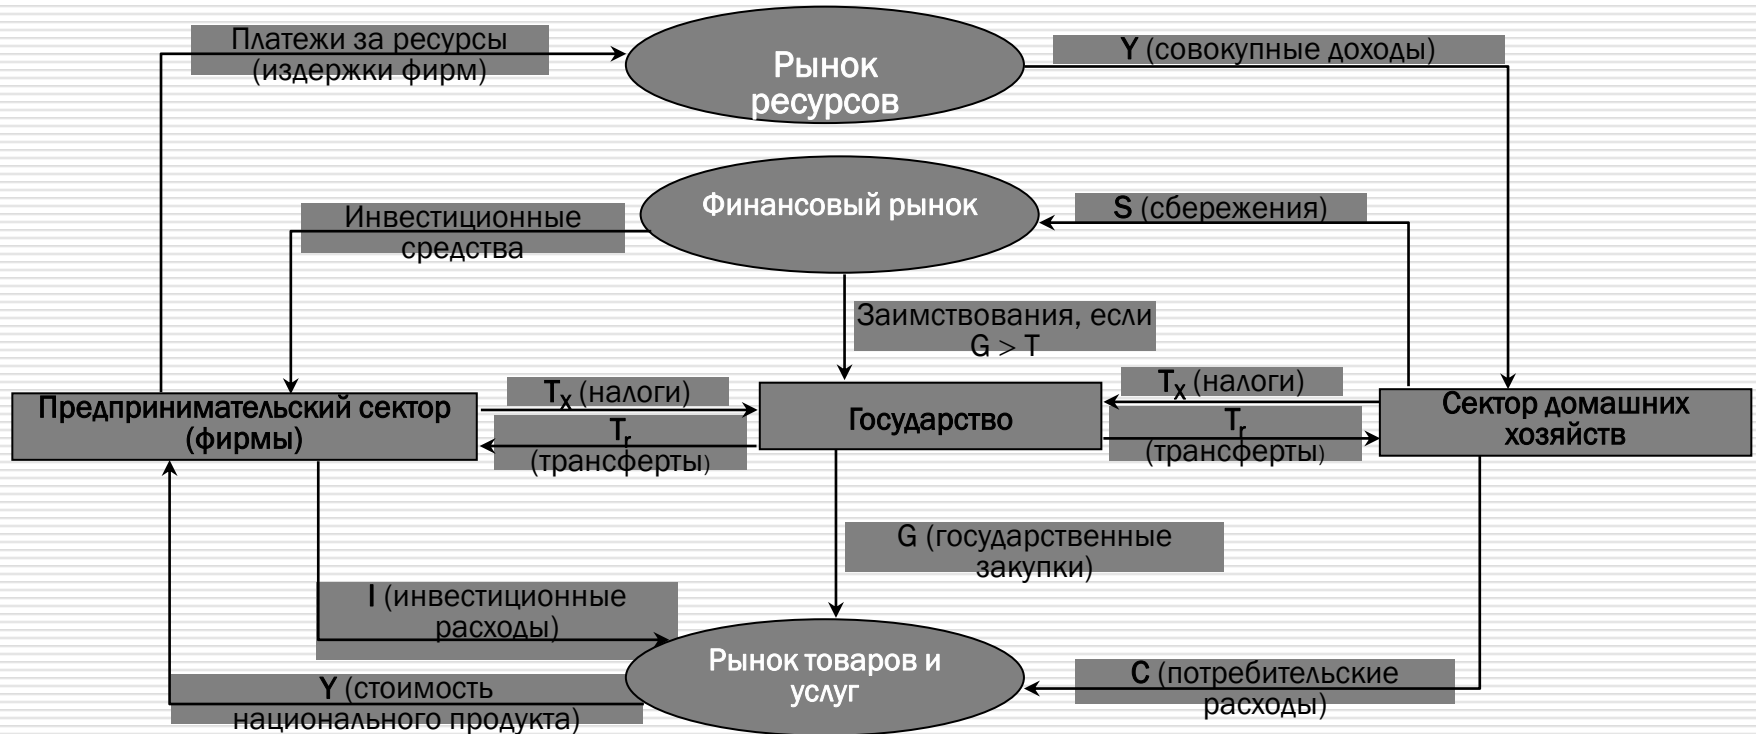 Платежи за ресурсы
(издержки фирм)
Рынок
ресурсов
Y (совокупные доходы)
Финансовый рынок
S (сбережения)
Инвестиционные
средства
Заимствования, если
G > T
Предпринимательский сектор
(фирмы)
Tx (налоги)
Tr
(трансферты)
Государство
Tx (налоги)
Tr
(трансферты)
Сектор домашних
хозяйств
G (государственные
закупки)
I (инвестиционные
расходы)
Рынок товаров и
услуг
C (потребительские
расходы)
Y (стоимость
национального продукта)